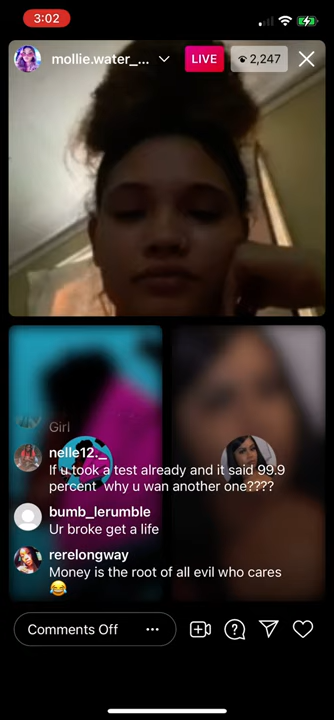 3:02
mollie.water_...
LIVE
2,247
Girl
nelle12._
If u took a test already and it said 99.9
percent why u wan another one????
bumb_lerumble
Ur broke get a life
rerelongway
Money is the root of all evil who cares
😂
Comments Off